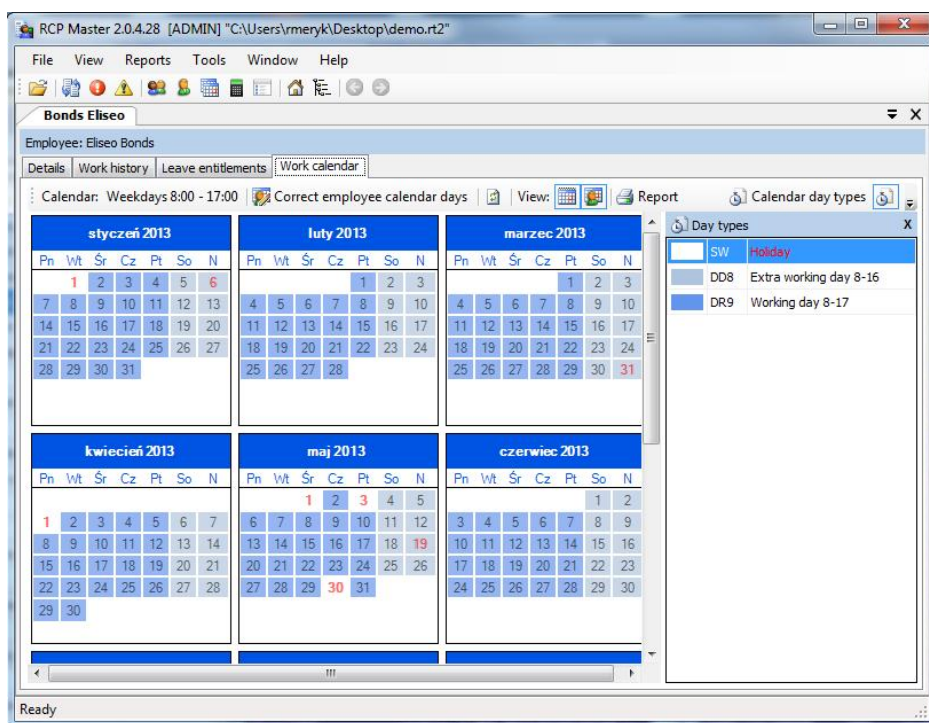 RCP Master 2.0.4.28 [ADMIN] "C:\Users\rmeryk\Desktop\demo.rt2"
File View Reports Tools Window Help
Bonds Eliseo
Employee: Eliseo Bonds
Details Work history Leave entitlements Work calendar
Calendar: Weekdays 8:00 - 17:00 Correct employee calendar days View: Report Calendar day types
styczeń 2013
Pn Wt Śr Cz Pt So N
1 2 3 4 5 6
7 8 9 10 11 12 13
14 15 16 17 18 19 20
21 22 23 24 25 26 27
28 29 30 31
luty 2013
Pn Wt Śr Cz Pt So N
1 2 3
4 5 6 7 8 9 10
11 12 13 14 15 16 17
18 19 20 21 22 23 24
25 26 27 28
marzec 2013
Pn Wt Śr Cz Pt So N
1 2 3
4 5 6 7 8 9 10
11 12 13 14 15 16 17
18 19 20 21 22 23 24
25 26 27 28 29 30 31
kwiecień 2013
Pn Wt Śr Cz Pt So N
1 2 3 4 5 6 7
8 9 10 11 12 13 14
15 16 17 18 19 20 21
22 23 24 25 26 27 28
29 30
maj 2013
Pn Wt Śr Cz Pt So N
1 2 3 4 5
6 7 8 9 10 11 12
13 14 15 16 17 18 19
20 21 22 23 24 25 26
27 28 29 30 31
czerwiec 2013
Pn Wt Śr Cz Pt So N
1 2
3 4 5 6 7 8 9
10 11 12 13 14 15 16
17 18 19 20 21 22 23
24 25 26 27 28 29 30
Day types X
SW Holiday
DD8 Extra working day 8-16
DR9 Working day 8-17
Ready